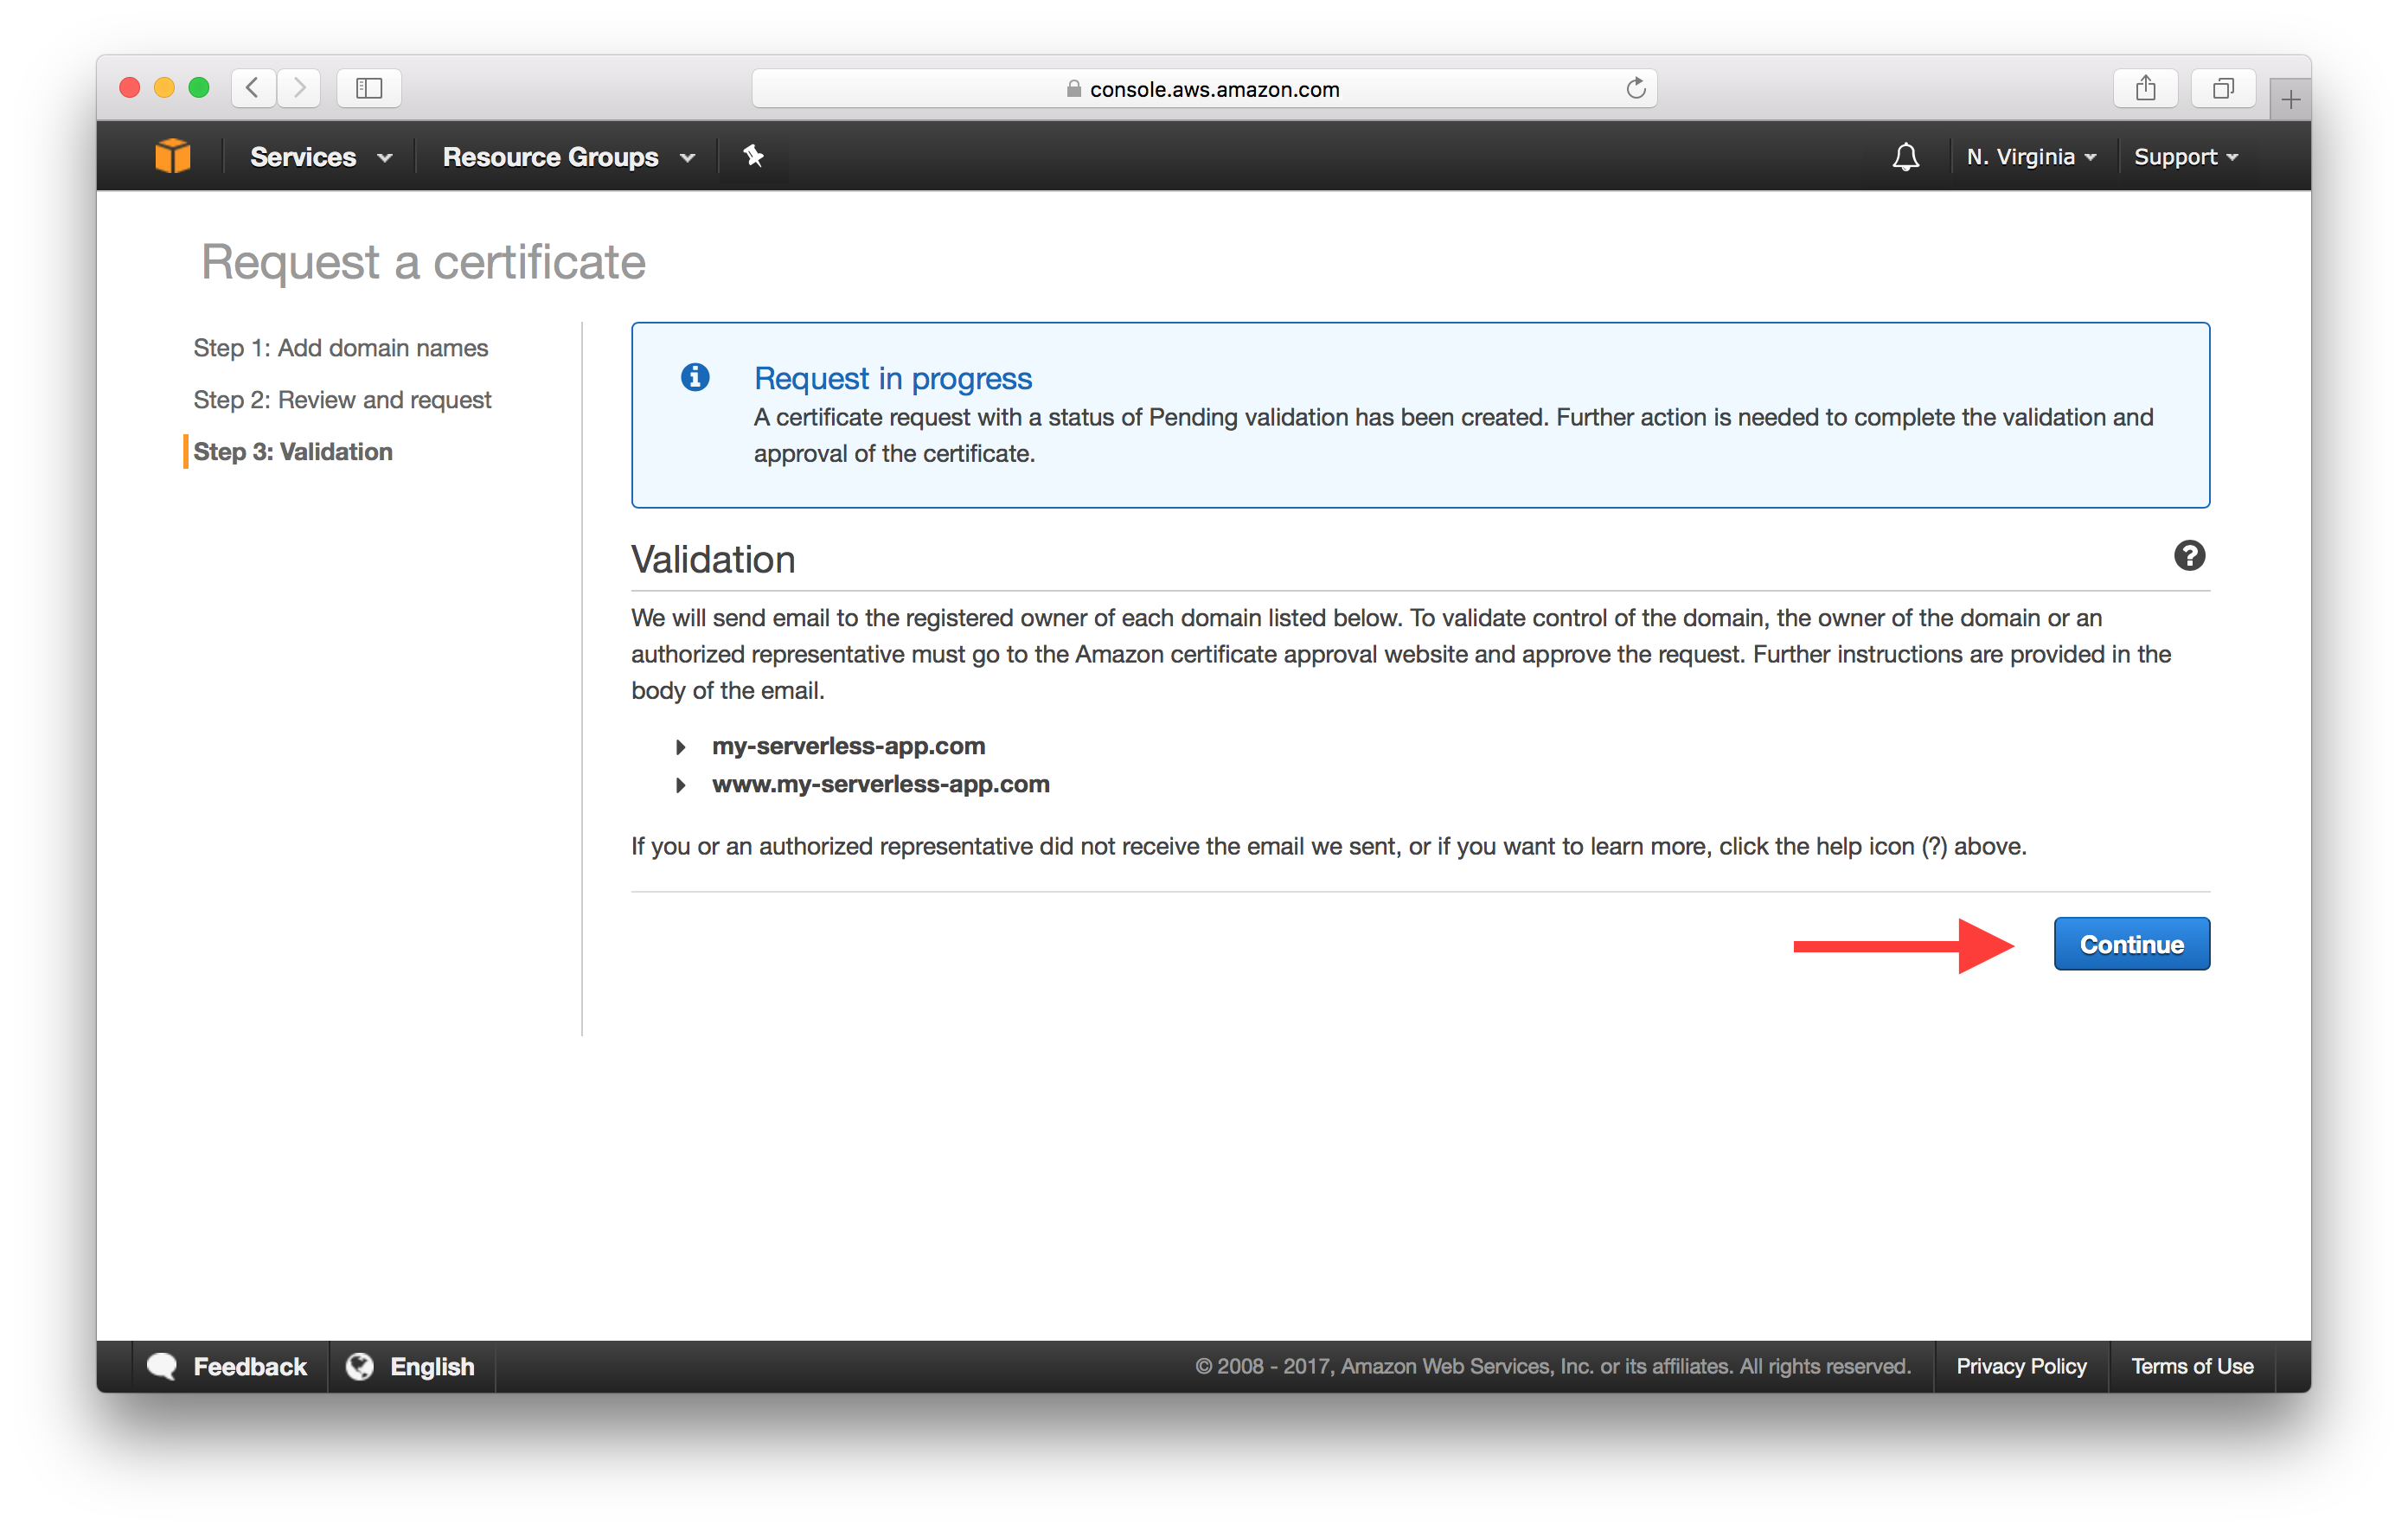 console.aws.amazon.com
Services
Resource Groups
N. Virginia
Support
Request a certificate
Step 1: Add domain names
Step 2: Review and request
Step 3: Validation
Request in progress
A certificate request with a status of Pending validation has been created. Further action is needed to complete the validation and
approval of the certificate.
Validation
We will send email to the registered owner of each domain listed below. To validate control of the domain, the owner of the domain or an
authorized representative must go to the Amazon certificate approval website and approve the request. Further instructions are provided in the
body of the email.
my-serverless-app.com
www.my-serverless-app.com
If you or an authorized representative did not receive the email we sent, or if you want to learn more, click the help icon (?) above.
Continue
Feedback
English
© 2008 - 2017, Amazon Web Services, Inc. or its affiliates. All rights reserved.
Privacy Policy
Terms of Use